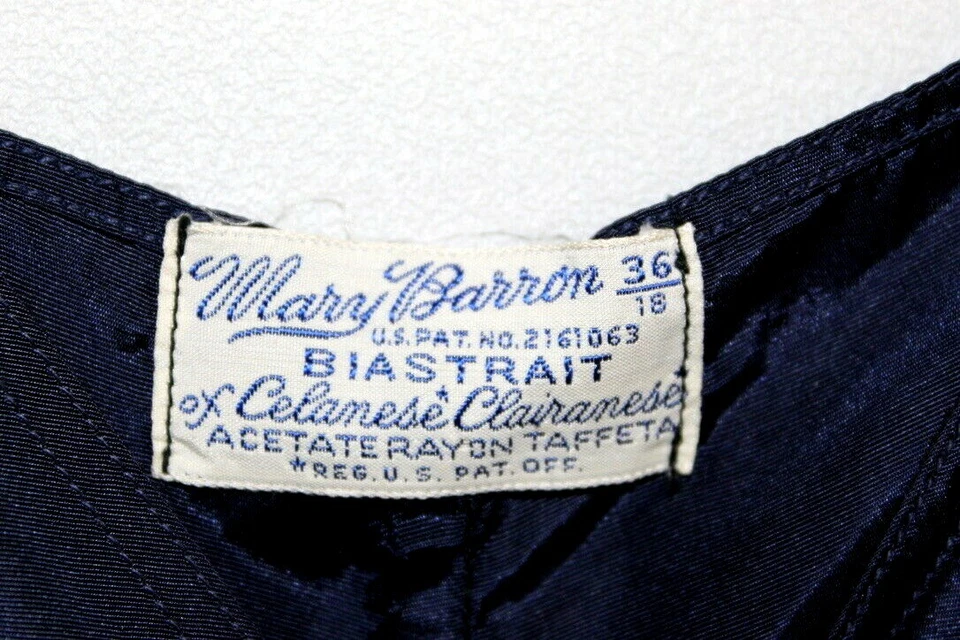 Mary Barron 36
18
U.S. PAT. NO. 2161063
BIASTRAIT
of Celanese* Clairanese*
ACETATE RAYON TAFFETA
*REG. U. S. PAT. OFF.